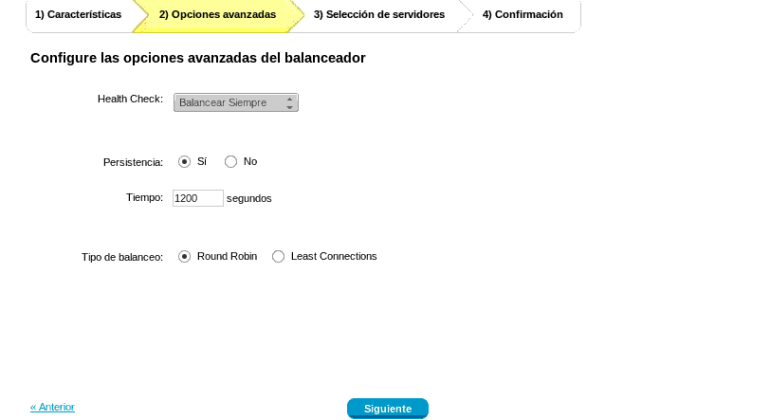 1) Características 2) Opciones avanzadas 3) Selección de servidores 4) Confirmación
Configure las opciones avanzadas del balanceador
Health Check: Balancear Siempre
Persistencia: Sí No
Tiempo: 1200 segundos
Tipo de balanceo: Round Robin Least Connections
« Anterior Siguiente